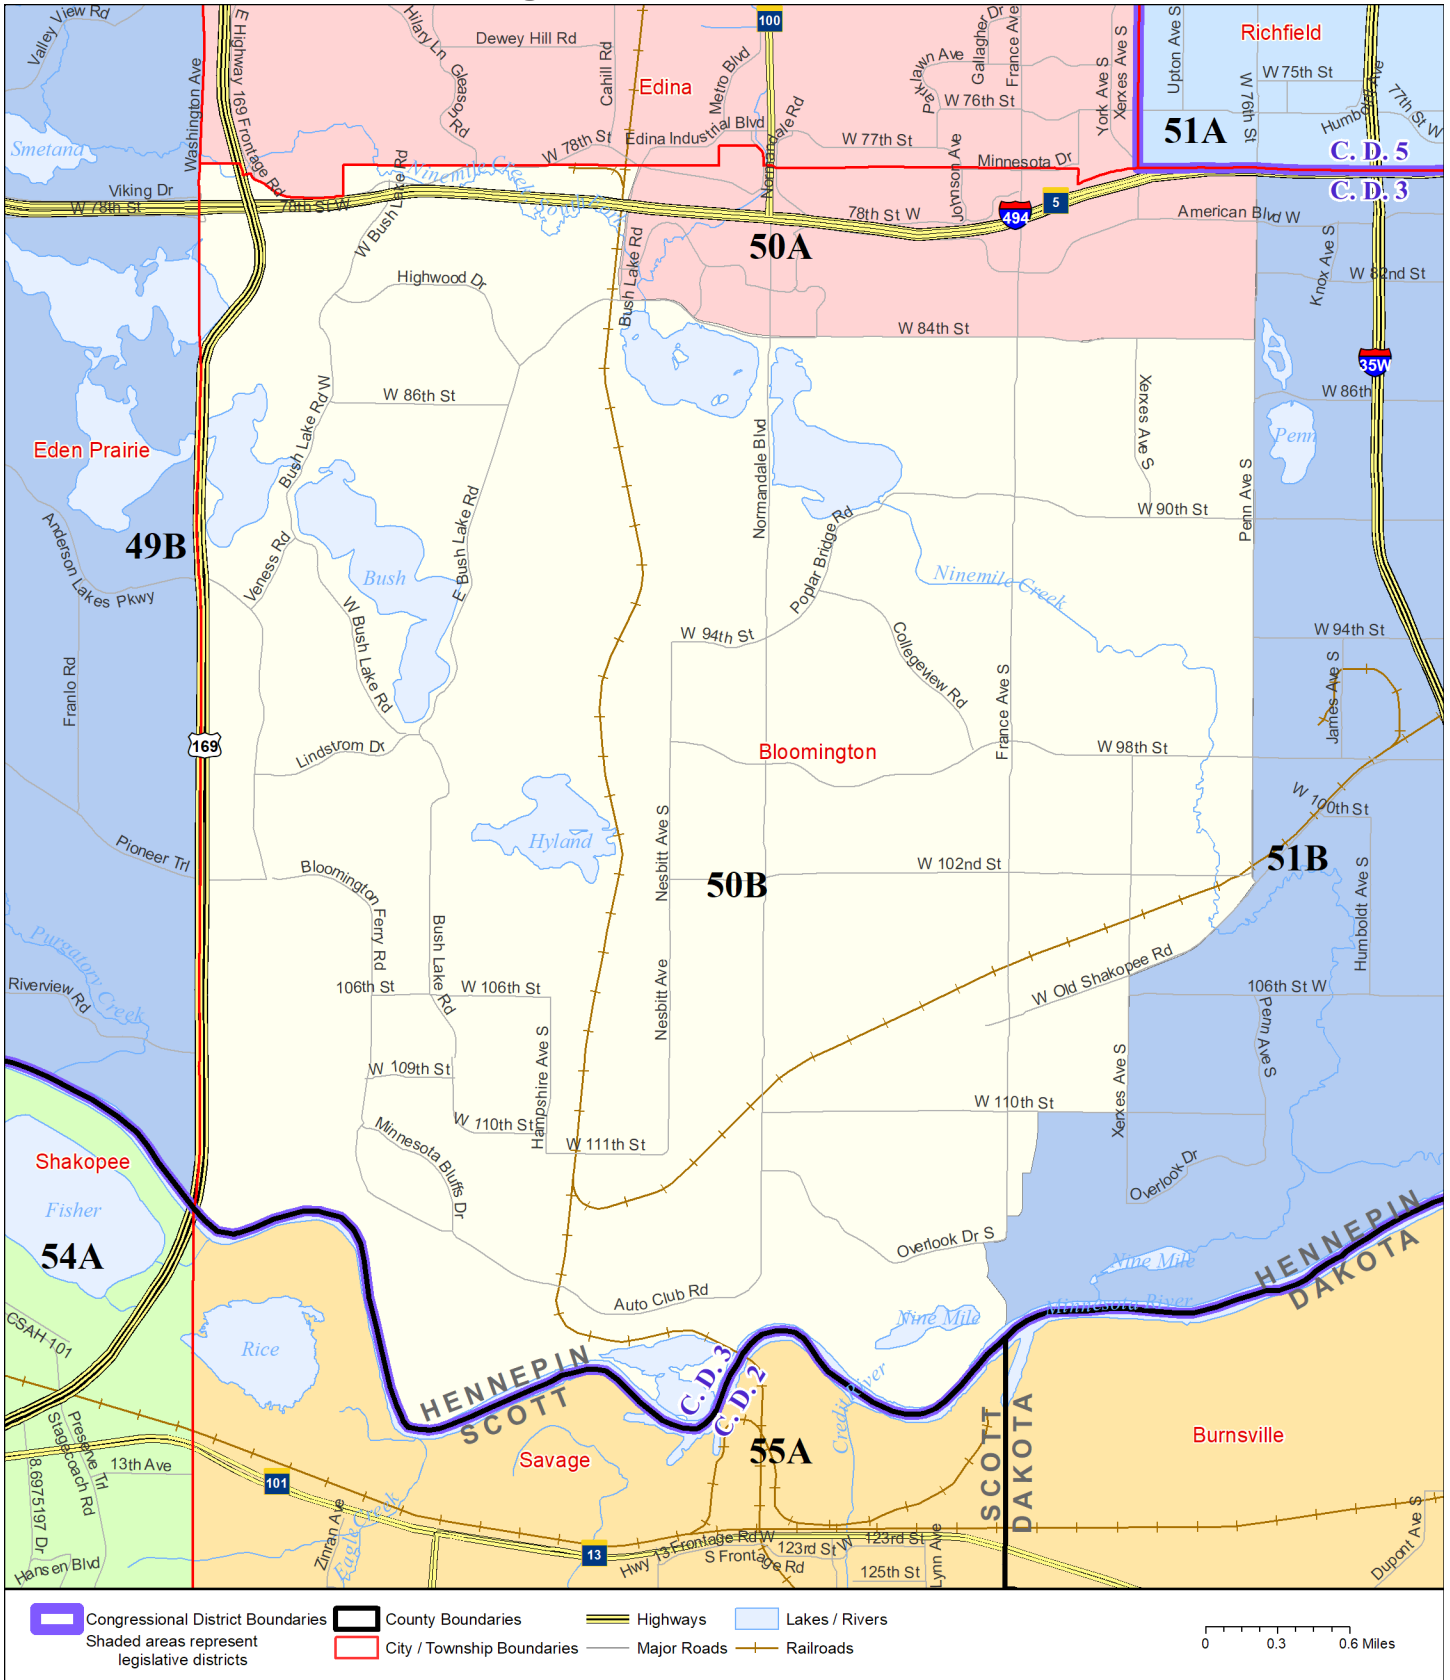 Valley View Rd
Washington Ave
E Highway 169 Frontage Rd
Hilary Ln
Gleason Rd
Dewey Hill Rd
Cahill Rd
Edina
Metro Blvd
100
Parklawn Ave
Gallagher Dr
France Ave
York Ave S
Xerxes Ave S
Upton Ave S
Richfield
W 75th St
W 76th St
Humboldt Ave
77th St W
51A
C. D. 5
C. D. 3
Smetana
W 78th St
Edina Industrial Blvd
Normandale Rd
W 77th St
W 76th St
Johnson Ave
Minnesota Dr
Viking Dr
W 78th St
78th St W
W Bush Lake Rd
Ninemile Creek
South Fork
78th St W
494
5
American Blvd W
50A
Bush Lake Rd
Highwood Dr
Knox Ave S
W 82nd St
W 84th St
35W
W 86th St
W 86th
Eden Prairie
Bush Lake Rd W
Xerxes Ave S
Penn
Normandale Blvd
Penn Ave S
W 90th St
Anderson Lakes Pkwy
49B
Veness Rd
Bush
E Bush Lake Rd
Poplar Bridge Rd
Ninemile Creek
W Bush Lake Rd
W 94th St
Collegeview Rd
W 94th St
Franlo Rd
France Ave S
James Ave S
169
Lindstrom Dr
Bloomington
W 98th St
W 100th St
Hyland
Nesbitt Ave S
Pioneer Trl
Bloomington Ferry Rd
50B
W 102nd St
51B
Humboldt Ave S
Purgatory Creek
Riverview Rd
Bush Lake Rd
106th St
W 106th St
Nesbitt Ave
W Old Shakopee Rd
106th St W
Penn Ave S
Hampshire Ave S
W 109th St
W 110th St
Xerxes Ave S
W 110th St
W 111th St
Minnesota Bluffs Dr
Shakopee
Fisher
54A
Overlook Dr
Overlook Dr S
HENNEPIN
DAKOTA
Nine Mile
Minnesota River
Auto Club Rd
Nine Mile
CSAH 101
Rice
HENNEPIN
SCOTT
C. D. 3
C. D. 2
Credit River
SCOTT
DAKOTA
Burnsville
55A
Savage
Preserve Trl
Stagecoach Rd
13th Ave
8.6975197 Dr
Hansen Blvd
101
Zinran Ave
Eagle Creek
13
Hwy 13 Frontage Rd W
S Frontage Rd
123rd St W
123rd St
125th St
Lynn Ave
Dupont Ave S
Congressional District Boundaries
Shaded areas represent
legislative districts
County Boundaries
City / Township Boundaries
Highways
Major Roads
Lakes / Rivers
Railroads
0 0.3 0.6 Miles